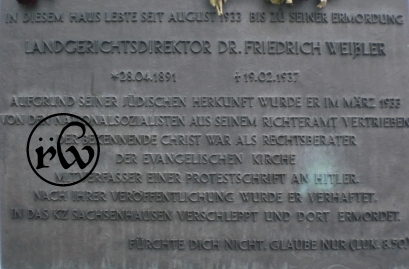 IN DIESEM HAUS LEBTE SEIT AUGUST 1933 BIS ZU SEINER ERMORDUNG
LANDGERICHTSDIREKTOR DR. FRIEDRICH WEIßLER
*28.04.1891 †19.02.1937
AUFGRUND SEINER JÜDISCHEN HERKUNFT WURDE ER IM MÄRZ 1933
VON DEN NATIONALSOZIALISTEN AUS SEINEM RICHTERAMT VERTRIEBEN
BEKENNENDE CHRIST WAR ALS RECHTSBERATER
DER EVANGELISCHEN KIRCHE
MITVERFASSER EINER PROTESTSCHRIFT AN HITLER.
NACH IHRER VERÖFFENTLICHUNG WURDE ER VERHAFTET,
IN DAS KZ SACHSENHAUSEN VERSCHLEPPT UND DORT ERMORDET.
FÜRCHTE DICH NICHT, GLAUBE NUR (LUK. 8.50)